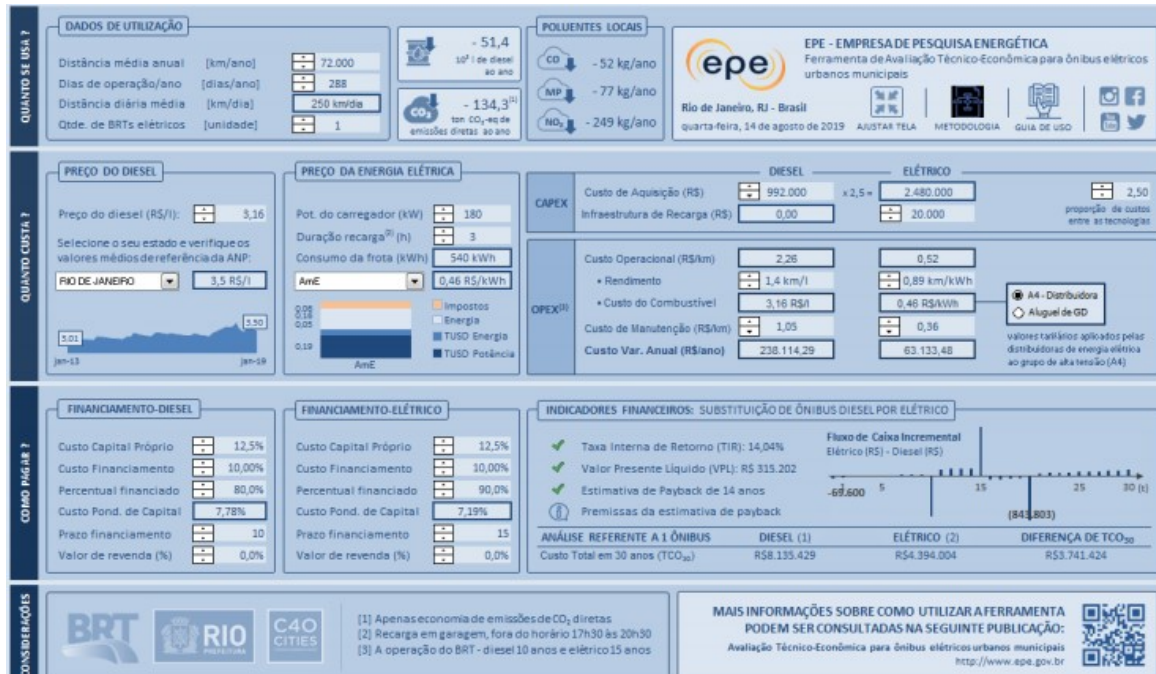 QUANTO SE USA ?
DADOS DE UTILIZAÇÃO
Distância média anual [km/ano] 72.000
Dias de operação/ano [dias/ano] 288
Distância diária média [km/dia] 250 km/dia
Qtde. de BRTs elétricos [unidade] 1
- 51,4
10³ l de diesel
ao ano
CO₂
- 134,3[1]
ton CO₂-eq de
emissões diretas ao ano
POLUENTES LOCAIS
CO - 52 kg/ano
MP - 77 kg/ano
NOₓ - 249 kg/ano
epe
EPE - EMPRESA DE PESQUISA ENERGÉTICA
Ferramenta de Avaliação Técnico-Econômica para ônibus elétricos
urbanos municipais
Rio de Janeiro, RJ - Brasil
quarta-feira, 14 de agosto de 2019
AJUSTAR TELA METODOLOGIA GUIA DE USO
QUANTO CUSTA ?
PREÇO DO DIESEL
Preço do diesel (R$/l): 3,16
Selecione o seu estado e verifique os
valores médios de referência da ANP:
RIO DE JANEIRO 3,5 R$/l
3,50
3,01
jan-13 jan-19
PREÇO DA ENERGIA ELÉTRICA
Pot. do carregador (kW) 180
Duração recarga[2] (h) 3
Consumo da frota (kWh) 540 kWh
AmE 0,46 R$/kWh
0,05
0,19
Impostos
Energia
TUSD Energia
TUSD Potência
AmE
CAPEX
DIESEL ELÉTRICO
Custo de Aquisição (R$) 992.000 x 2,5 = 2.480.000 2,50
Infraestrutura de Recarga (R$) 0,00 20.000
proporção de custos
entre as tecnologias
OPEX[3]
Custo Operacional (R$/km) 2,26 0,52
• Rendimento 1,4 km/l 0,89 km/kWh
• Custo do Combustível 3,16 R$/l 0,46 R$/kWh
Custo de Manutenção (R$/km) 1,05 0,36
Custo Var. Anual (R$/ano) 238.114,29 63.133,48
A4 - Distribuidora
Aluguel de GD
valores tarifários aplicados pelas
distribuidoras de energia elétrica
ao grupo de alta tensão (A4)
COMO PAGAR ?
FINANCIAMENTO-DIESEL
Custo Capital Próprio 12,5%
Custo Financiamento 10,00%
Percentual financiado 80,0%
Custo Pond. de Capital 7,78%
Prazo financiamento 10
Valor de revenda (%) 0,0%
FINANCIAMENTO-ELÉTRICO
Custo Capital Próprio 12,5%
Custo Financiamento 10,00%
Percentual financiado 90,0%
Custo Pond. de Capital 7,19%
Prazo financiamento 15
Valor de revenda (%) 0,0%
INDICADORES FINANCEIROS: SUBSTITUIÇÃO DE ÔNIBUS DIESEL POR ELÉTRICO
Taxa Interna de Retorno (TIR): 14,04%
Valor Presente Líquido (VPL): R$ 315.202
Estimativa de Payback de 14 anos
Premissas da estimativa de payback
Fluxo de Caixa Incremental
Elétrico (R$) - Diesel (R$)
-69.600 5 15 25 30 (t)
(843.803)
ANÁLISE REFERENTE A 1 ÔNIBUS DIESEL (1) ELÉTRICO (2) DIFERENÇA DE TCO₃₀
Custo Total em 30 anos (TCO₃₀) R$8.135.429 R$4.394.004 R$3.741.424
CONSIDERAÇÕES
BRT
RIO
PREFEITURA
C40
CITIES
[1] Apenas economia de emissões de CO₂ diretas
[2] Recarga em garagem, fora do horário 17h30 às 20h30
[3] A operação do BRT - diesel 10 anos e elétrico 15 anos
MAIS INFORMAÇÕES SOBRE COMO UTILIZAR A FERRAMENTA
PODEM SER CONSULTADAS NA SEGUINTE PUBLICAÇÃO:
Avaliação Técnico-Econômica para ônibus elétricos urbanos municipais
http://www.epe.gov.br